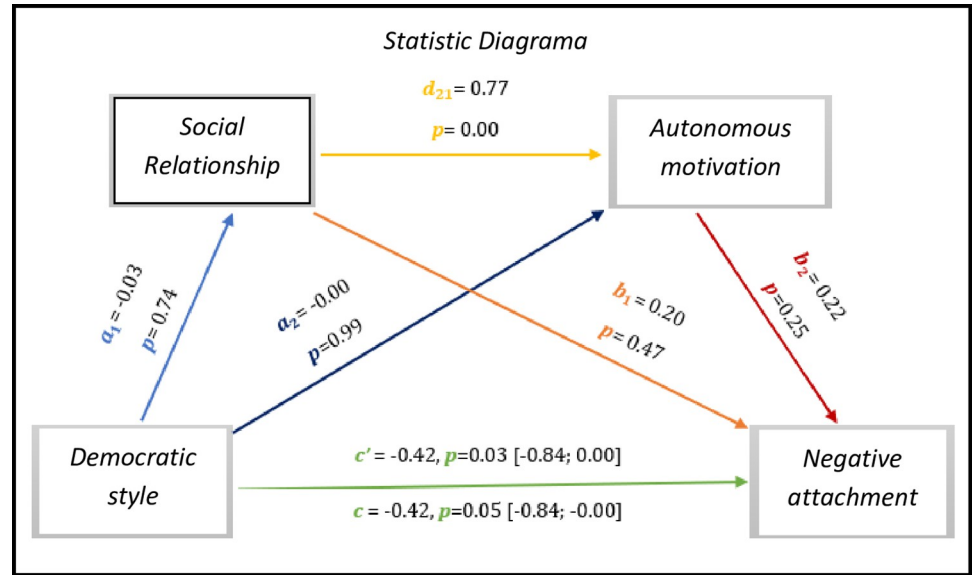 Statistic Diagrama
d₂₁= 0.77
p= 0.00
Social
Relationship
Autonomous
motivation
a₁ = -0.03
p = 0.74
a₂ = -0.00
p=0.99
b₁ = 0.20
p= 0.47
b₂ = 0.22
p=0.25
Democratic
style
c' = -0.42, p=0.03 [-0.84; 0.00]
c = -0.42, p=0.05 [-0.84; -0.00]
Negative
attachment